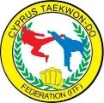 CYPRUS TAEKWON-DO
FEDERATION (ITF)